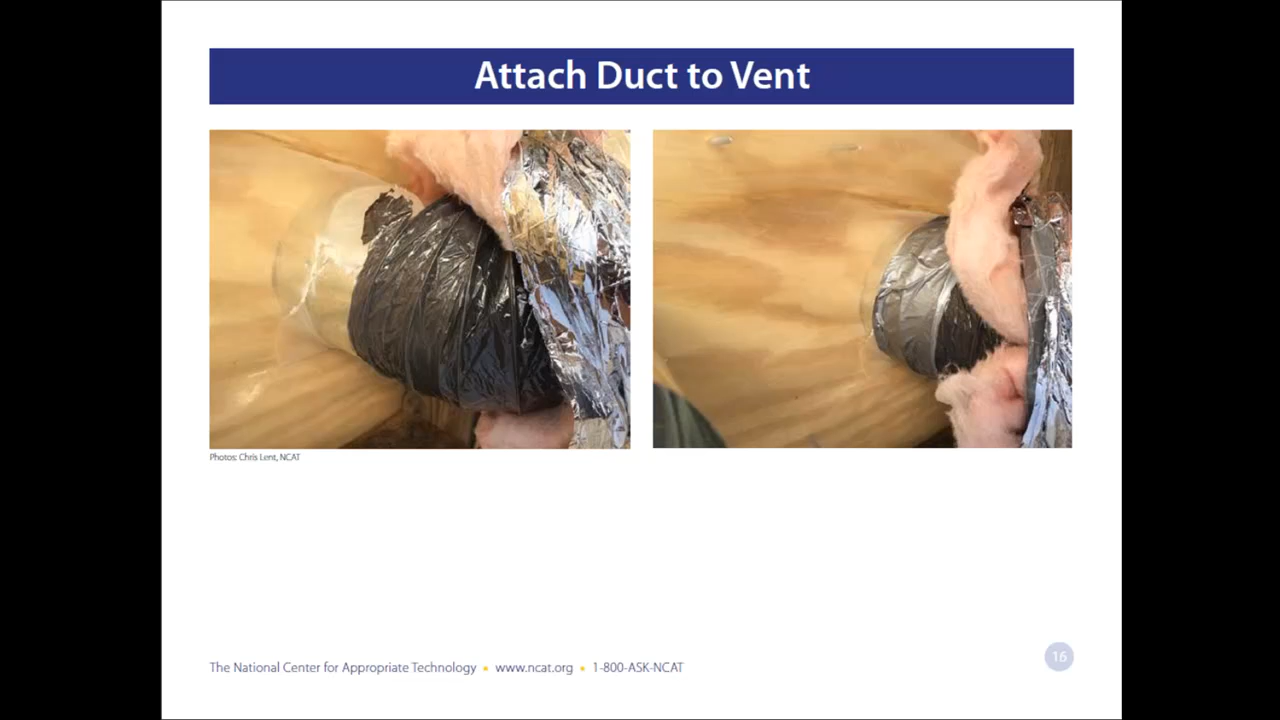 Attach Duct to Vent
Photos: Chris Lent, NCAT
The National Center for Appropriate Technology • www.ncat.org • 1-800-ASK-NCAT
16